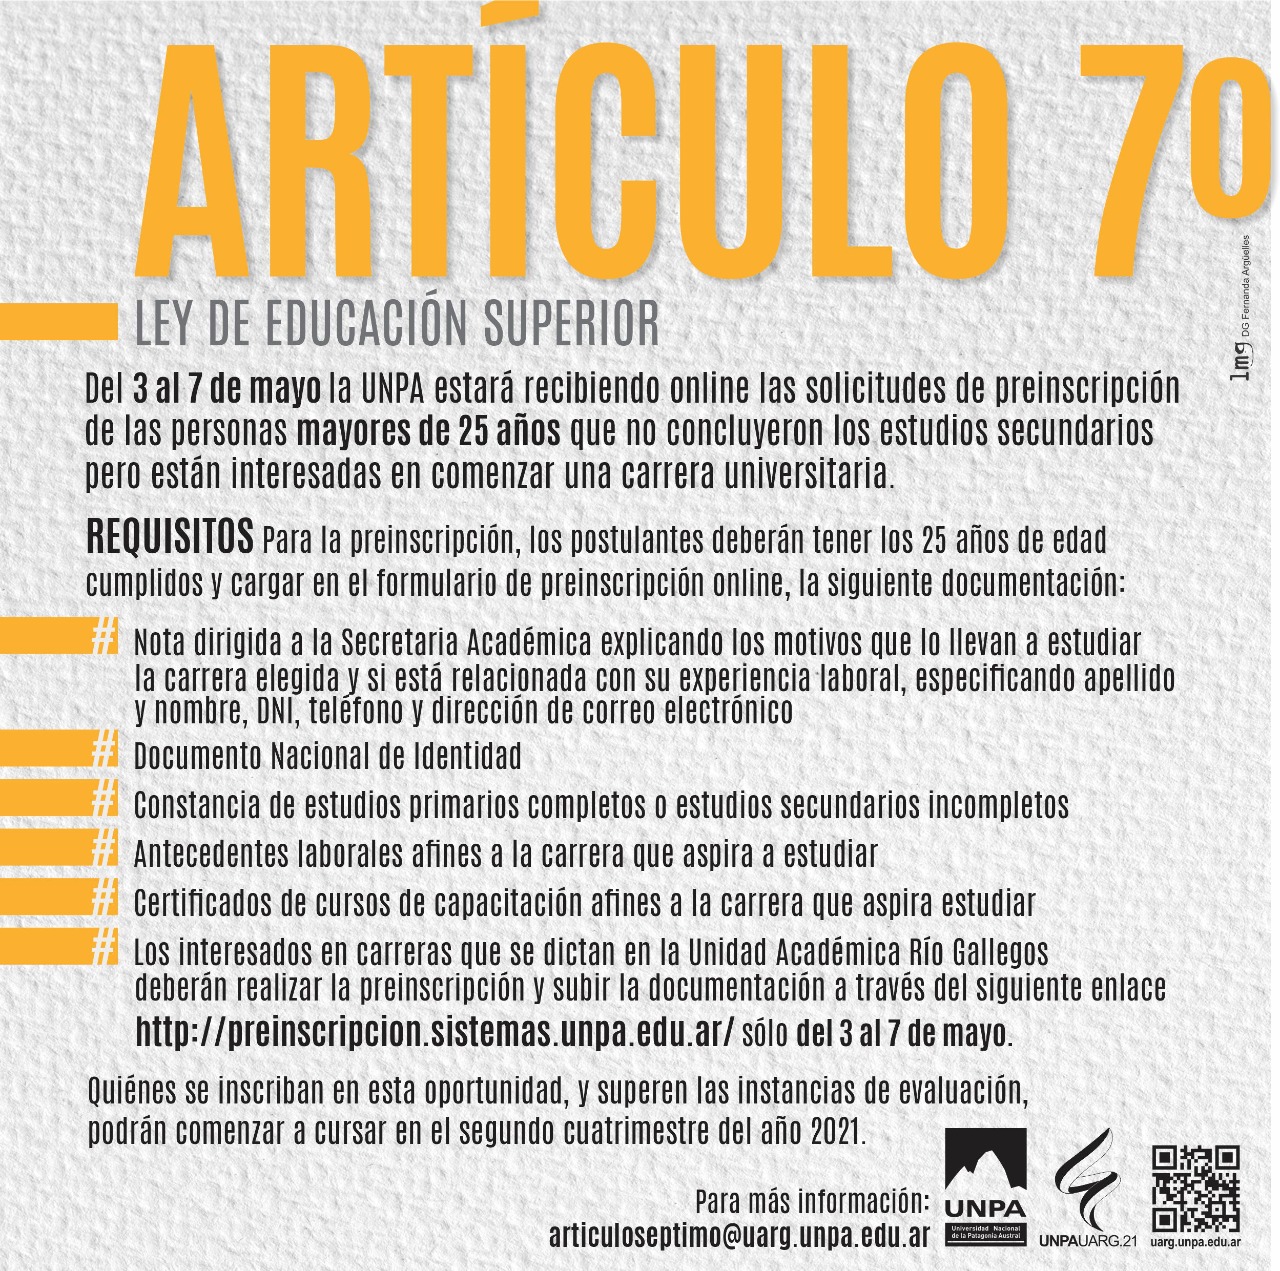 ARTÍCULO 7º
LEY DE EDUCACIÓN SUPERIOR
lmg DG Fernanda Argüelles
Del 3 al 7 de mayo la UNPA estará recibiendo online las solicitudes de preinscripción
de las personas mayores de 25 años que no concluyeron los estudios secundarios
pero están interesadas en comenzar una carrera universitaria.
REQUISITOS Para la preinscripción, los postulantes deberán tener los 25 años de edad
cumplidos y cargar en el formulario de preinscripción online, la siguiente documentación:
# Nota dirigida a la Secretaria Académica explicando los motivos que lo llevan a estudiar
la carrera elegida y si está relacionada con su experiencia laboral, especificando apellido
y nombre, DNI, teléfono y dirección de correo electrónico
# Documento Nacional de Identidad
# Constancia de estudios primarios completos o estudios secundarios incompletos
# Antecedentes laborales afines a la carrera que aspira a estudiar
# Certificados de cursos de capacitación afines a la carrera que aspira estudiar
# Los interesados en carreras que se dictan en la Unidad Académica Río Gallegos
deberán realizar la preinscripción y subir la documentación a través del siguiente enlace
http://preinscripcion.sistemas.unpa.edu.ar/ sólo del 3 al 7 de mayo.
Quiénes se inscriban en esta oportunidad, y superen las instancias de evaluación,
podrán comenzar a cursar en el segundo cuatrimestre del año 2021.
Para más información:
articuloseptimo@uarg.unpa.edu.ar
UNPA
Universidad Nacional
de la Patagonia Austral
UNPAUARG.21
uarg.unpa.edu.ar